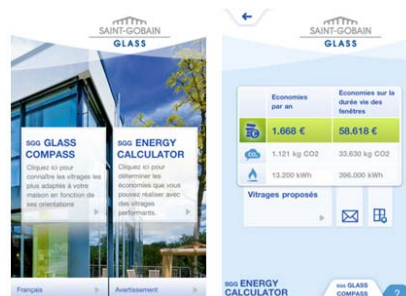 SAINT-GOBAIN
GLASS
SGG GLASS
COMPASS
Cliquez ici pour
connaître les vitrages les
plus adaptés à votre
maison en fonction de
ses orientations
SGG ENERGY
CALCULATOR
Cliquez ici pour
déterminer les
économies que vous
pouvez réaliser avec
des vitrages
performants.
Français
Avertissement
SAINT-GOBAIN
GLASS
Economies
par an
Economies sur la
durée vie des
fenêtres
1.668 €
58.618 €
CO₂
1.121 kg CO2
33.630 kg CO2
13.200 kWh
396.000 kWh
Vitrages proposés
SGG ENERGY
CALCULATOR
SGG GLASS
COMPASS
?